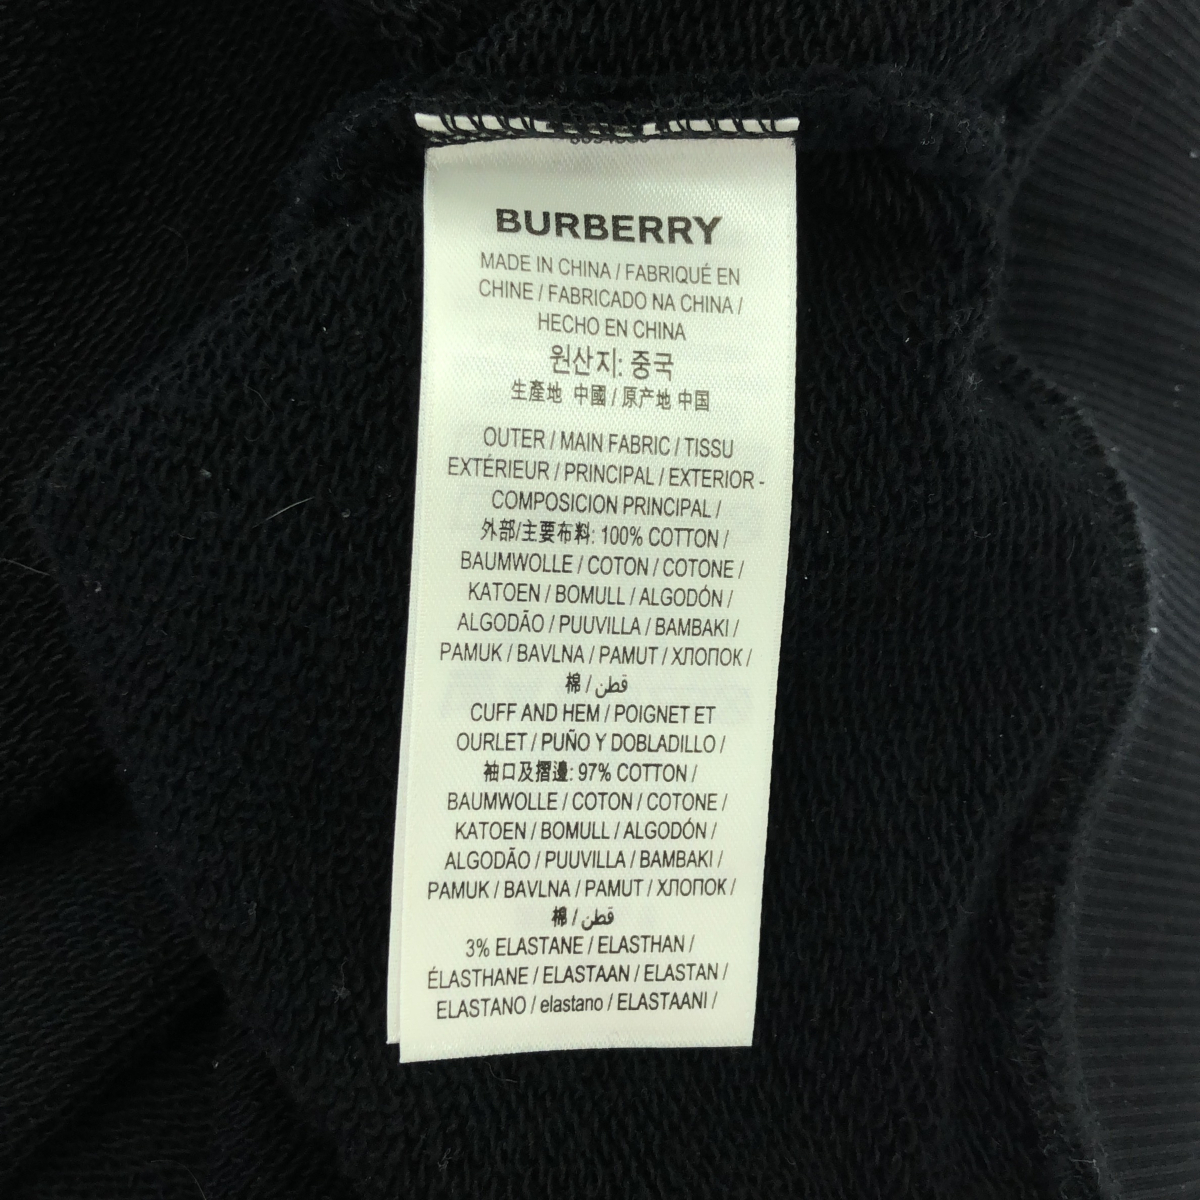 BURBERRY
MADE IN CHINA / FABRIQUÉ EN
CHINE / FABRICADO NA CHINA /
HECHO EN CHINA
원산지: 중국
生產地 中國 / 原产地 中国
OUTER / MAIN FABRIC / TISSU
EXTÉRIEUR / PRINCIPAL / EXTERIOR -
COMPOSICION PRINCIPAL /
外部/主要布料: 100% COTTON /
BAUMWOLLE / COTON / COTONE /
KATOEN / BOMULL / ALGODÓN /
ALGODÃO / PUUVILLA / BAMBAKI /
PAMUK / BAVLNA / PAMUT / ХЛОПОК /
棉 / قطن
CUFF AND HEM / POIGNET ET
OURLET / PUÑO Y DOBLADILLO /
袖口及摺邊: 97% COTTON /
BAUMWOLLE / COTON / COTONE /
KATOEN / BOMULL / ALGODÓN /
ALGODÃO / PUUVILLA / BAMBAKI /
PAMUK / BAVLNA / PAMUT / ХЛОПОК /
棉 / قطن
3% ELASTANE / ELASTHAN /
ÉLASTHANE / ELASTAAN / ELASTAN /
ELASTANO / elastano / ELASTAANI /